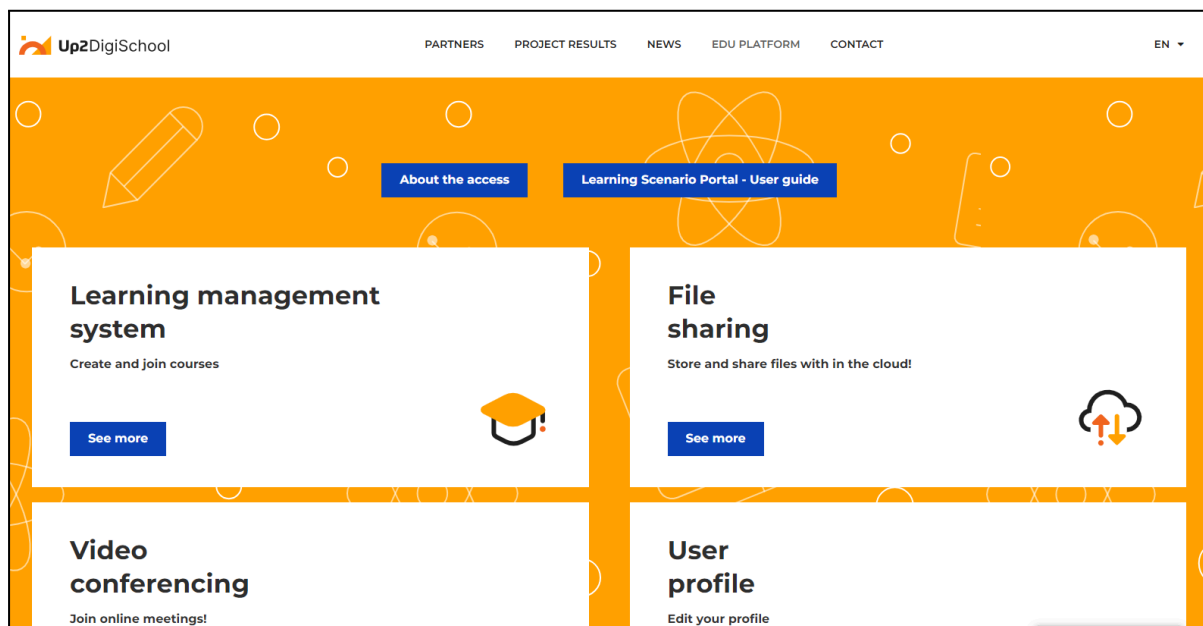 Up2DigiSchool
PARTNERS PROJECT RESULTS NEWS EDU PLATFORM CONTACT EN
About the access
Learning Scenario Portal - User guide
Learning management
system
Create and join courses
See more
File
sharing
Store and share files with in the cloud!
See more
Video
conferencing
Join online meetings!
User
profile
Edit your profile